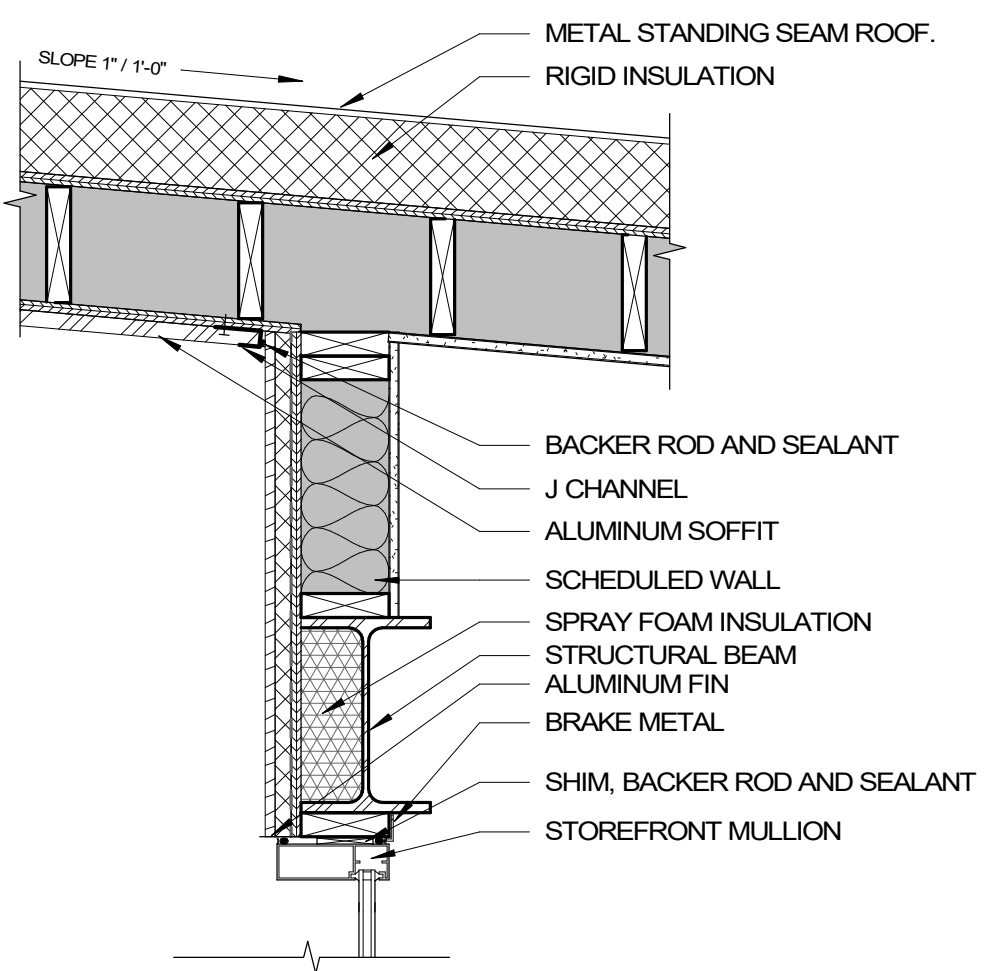 METAL STANDING SEAM ROOF.
SLOPE 1" / 1'-0"
RIGID INSULATION
BACKER ROD AND SEALANT
J CHANNEL
ALUMINUM SOFFIT
SCHEDULED WALL
SPRAY FOAM INSULATION
STRUCTURAL BEAM
ALUMINUM FIN
BRAKE METAL
SHIM, BACKER ROD AND SEALANT
STOREFRONT MULLION